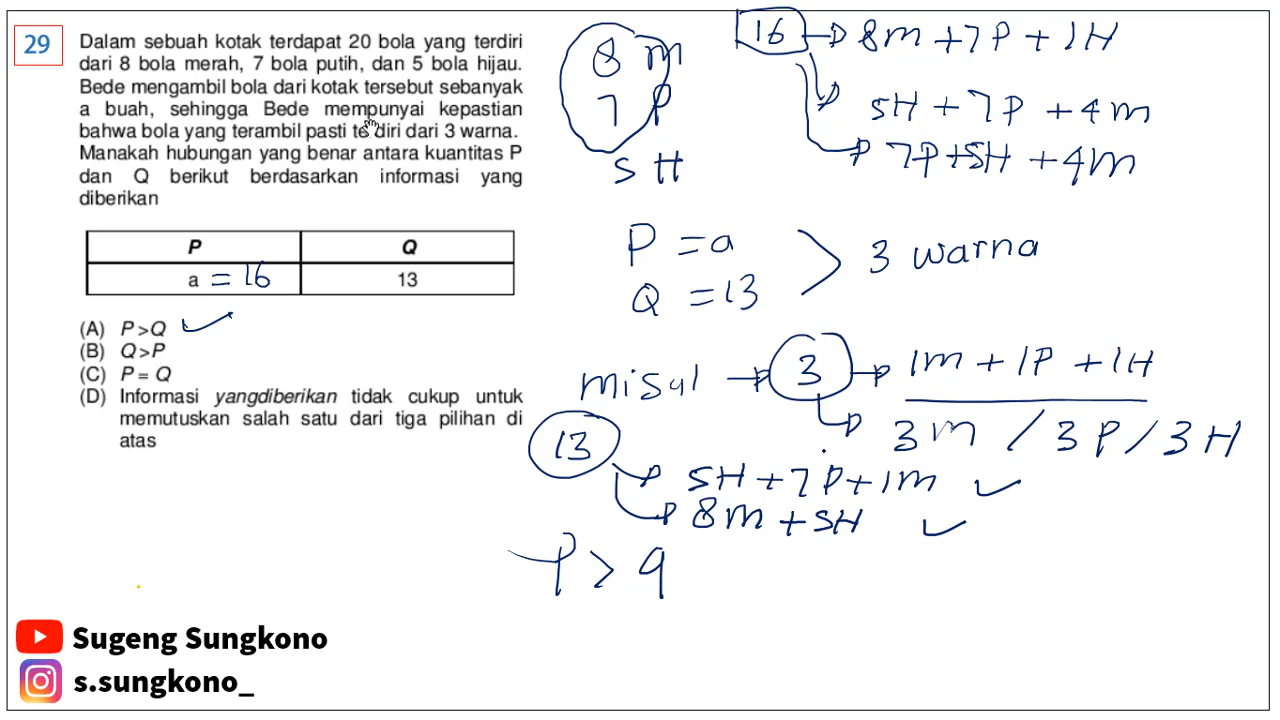 29
Dalam sebuah kotak terdapat 20 bola yang terdiri
dari 8 bola merah, 7 bola putih, dan 5 bola hijau.
Bede mengambil bola dari kotak tersebut sebanyak
a buah, sehingga Bede mempunyai kepastian
bahwa bola yang terambil pasti te diri dari 3 warna.
Manakah hubungan yang benar antara kuantitas P
dan Q berikut berdasarkan informasi yang
diberikan
P Q
a = 16 13
(A) P > Q
(B) Q > P
(C) P = Q
(D) Informasi yangdiberikan tidak cukup untuk
memutuskan salah satu dari tiga pilihan di
atas
8 m
7 P
5 H
16 → 8m + 7P + 1H
5H + 7P + 4m
7P + 5H + 4m
P = a
Q = 13
> 3 warna
misal → 3 → 1m + 1P + 1H
3m / 3P / 3H
13
5H + 7P + 1m ✓
8m + 5H ✓
P > q
Sugeng Sungkono
s.sungkono_